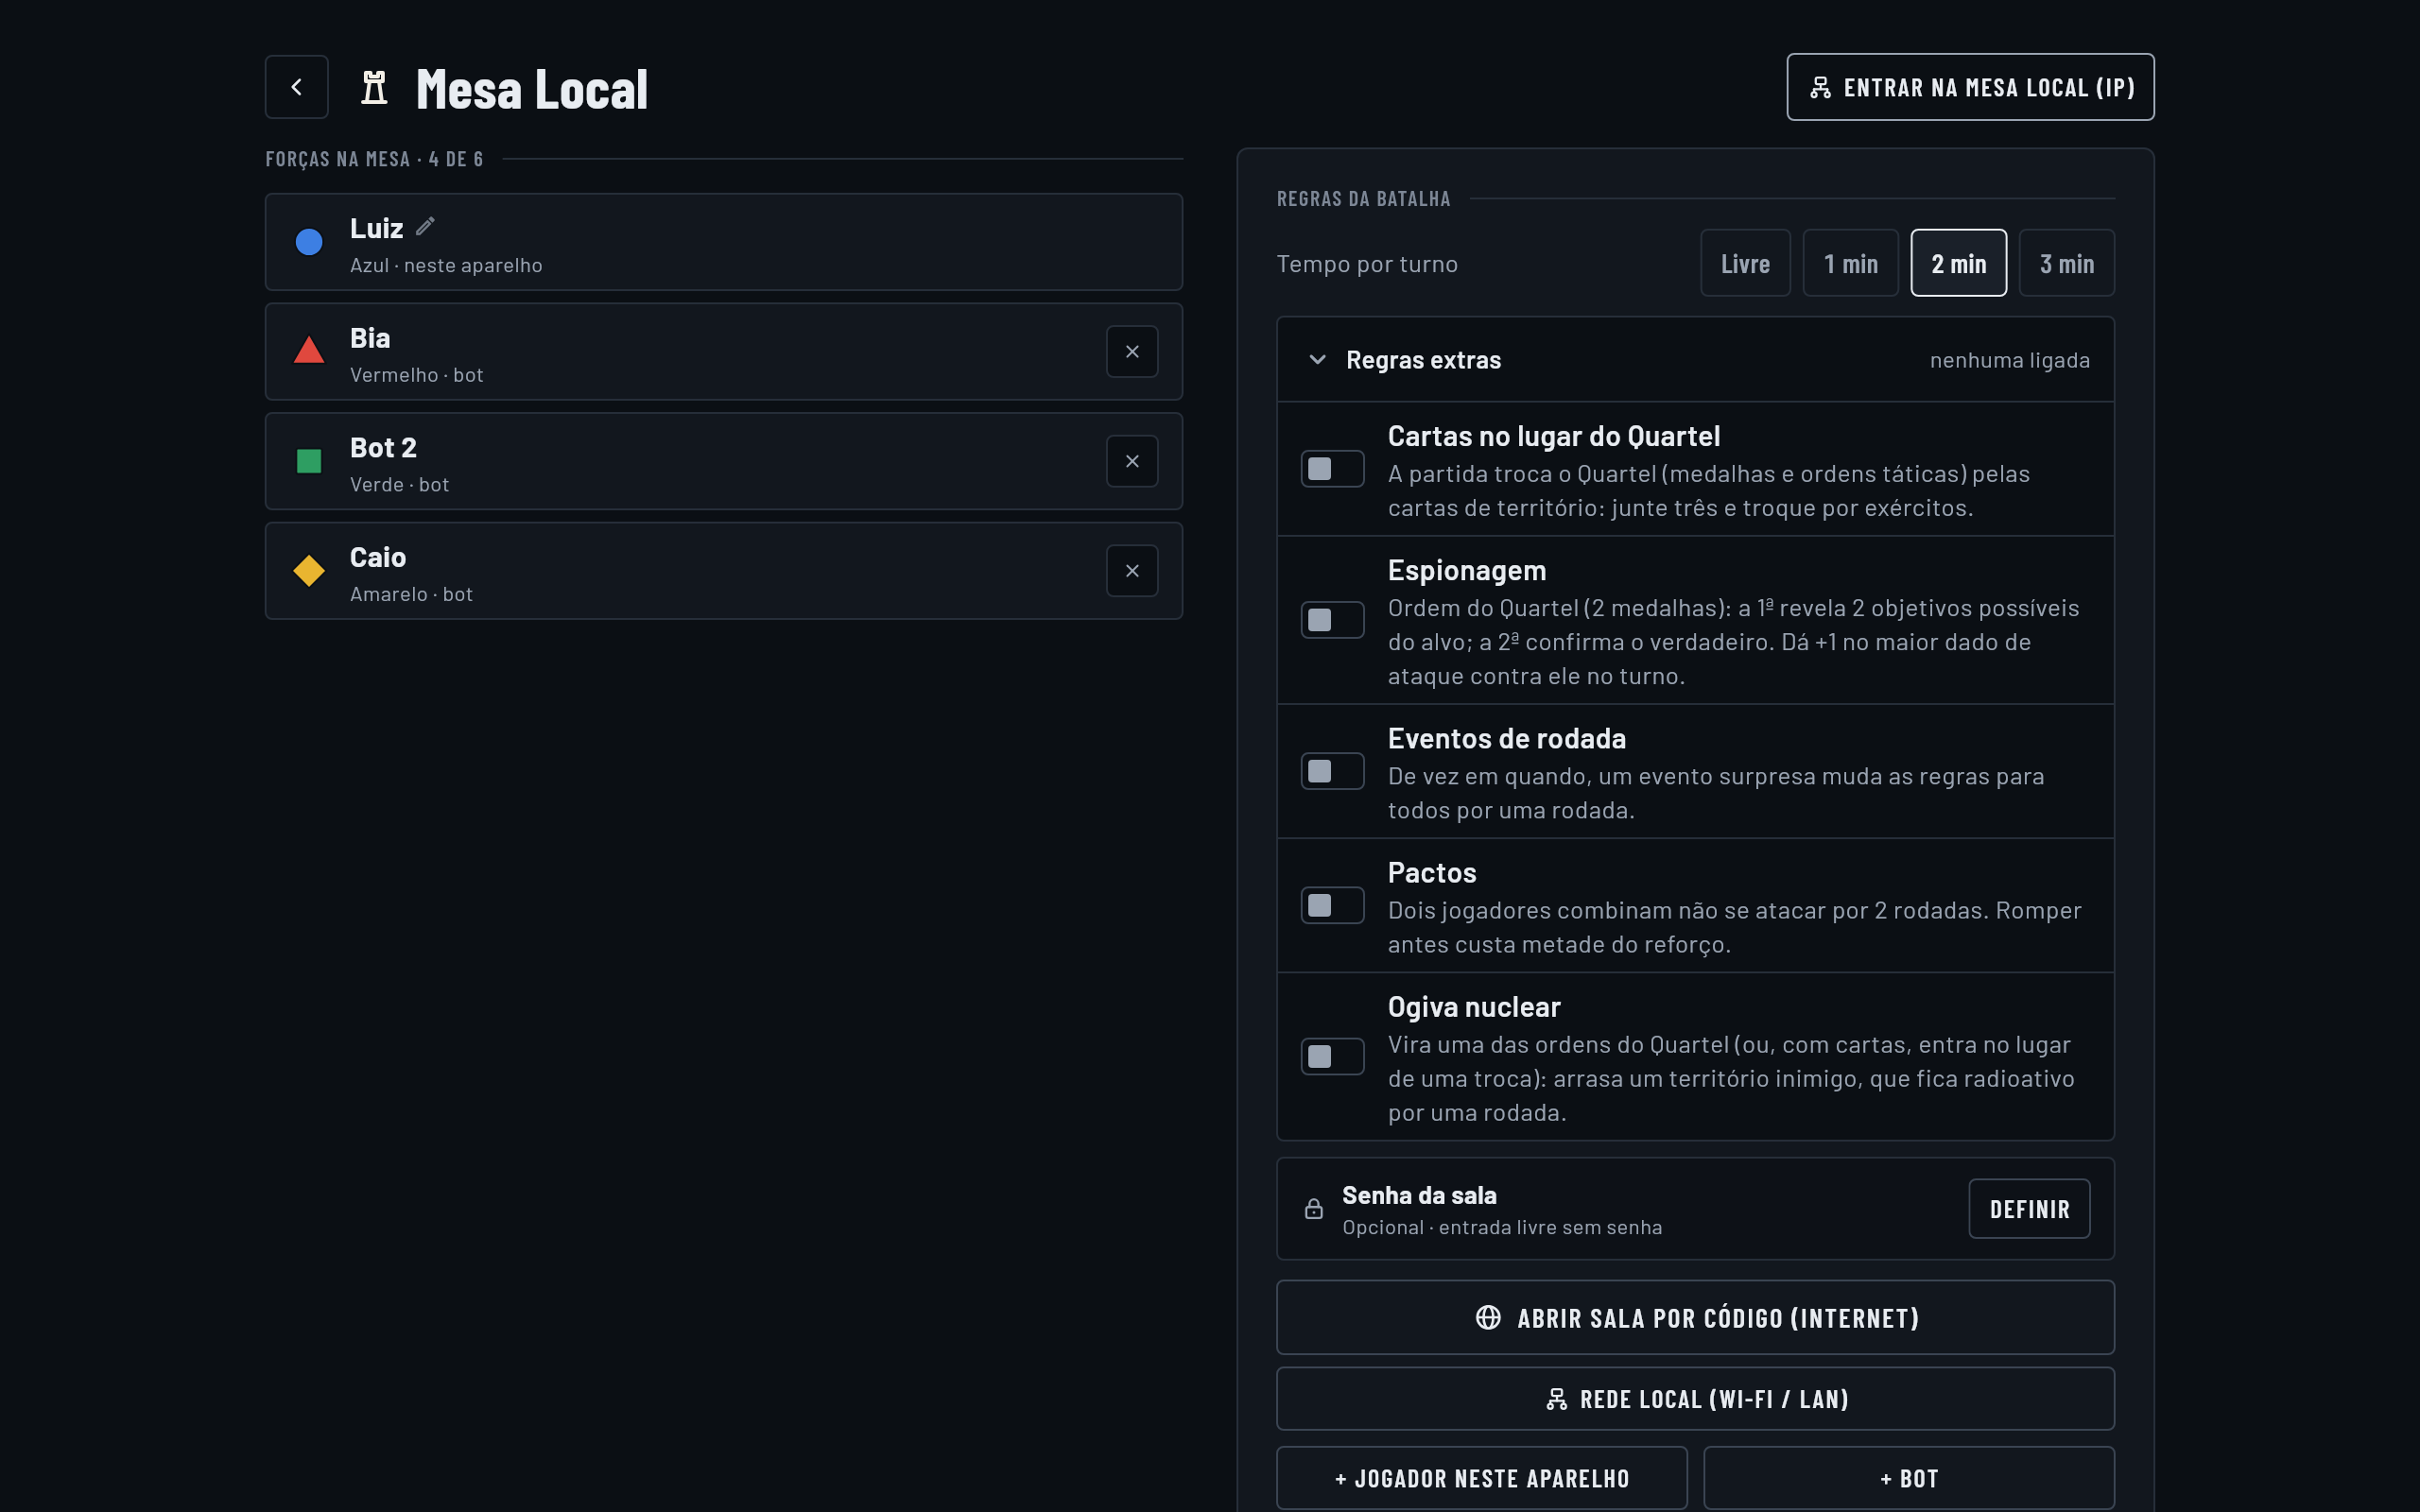 Mesa Local
ENTRAR NA MESA LOCAL (IP)
FORÇAS NA MESA · 4 DE 6
Luiz
Azul · neste aparelho
Bia
Vermelho · bot
Bot 2
Verde · bot
Caio
Amarelo · bot
REGRAS DA BATALHA
Tempo por turno
Livre
1 min
2 min
3 min
Regras extras
nenhuma ligada
Cartas no lugar do Quartel
A partida troca o Quartel (medalhas e ordens táticas) pelas
cartas de território: junte três e troque por exércitos.
Espionagem
Ordem do Quartel (2 medalhas): a 1ª revela 2 objetivos possíveis
do alvo; a 2ª confirma o verdadeiro. Dá +1 no maior dado de
ataque contra ele no turno.
Eventos de rodada
De vez em quando, um evento surpresa muda as regras para
todos por uma rodada.
Pactos
Dois jogadores combinam não se atacar por 2 rodadas. Romper
antes custa metade do reforço.
Ogiva nuclear
Vira uma das ordens do Quartel (ou, com cartas, entra no lugar
de uma troca): arrasa um território inimigo, que fica radioativo
por uma rodada.
Senha da sala
Opcional · entrada livre sem senha
DEFINIR
ABRIR SALA POR CÓDIGO (INTERNET)
REDE LOCAL (WI-FI / LAN)
+ JOGADOR NESTE APARELHO
+ BOT